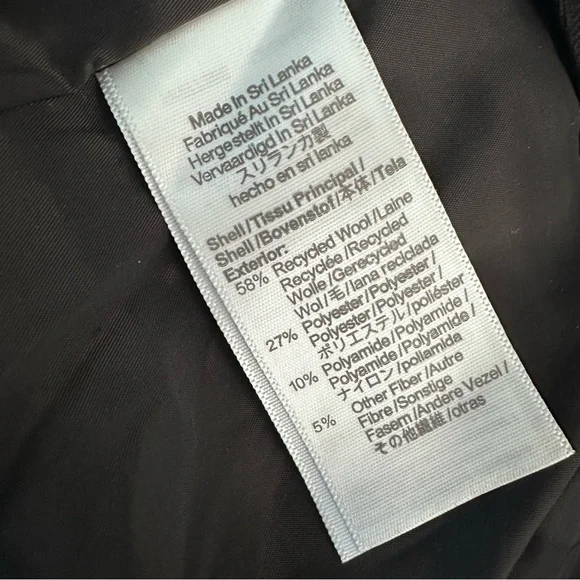 Made In Sri Lanka
Fabriqué Au Sri Lanka
Hergestellt In Sri Lanka
Vervaardigd In Sri Lanka
スリランカ製
hecho en sri lanka
Shell/Tissu Principal/
Shell/Bovenstof/本体/Tela
Exterior:
58% Recycled Wool/Laine
Recyclée/Recycled
Wolle/Gerecycled
Wol/毛/lana reciclada
27% Polyester/Polyester/
Polyester/Polyester/
ポリエステル/poliéster
10% Polyamide/Polyamide/
Polyamide/Polyamide/
ナイロン/poliamida
5% Other Fiber/Autre
Fibre/Sonstige
Fasern/Andere Vezel/
その他繊維/otras